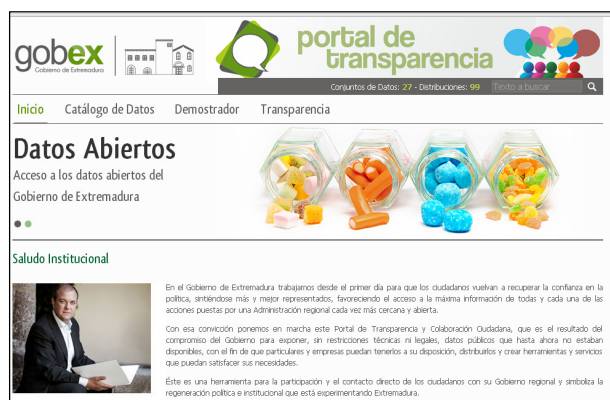 gobex
Gobierno de Extremadura
portal de
transparencia
Conjuntos de Datos: 27 - Distribuciones: 99
Texto a buscar
Inicio Catálogo de Datos Demostrador Transparencia
Datos Abiertos
Acceso a los datos abiertos del
Gobierno de Extremadura
Saludo Institucional
En el Gobierno de Extremadura trabajamos desde el primer día para que los ciudadanos vuelvan a recuperar la confianza en la
política, sintiéndose más y mejor representados, favoreciendo el acceso a la máxima información de todas y cada una de las
acciones puestas por una Administración regional cada vez más cercana y abierta.
Con esa convicción ponemos en marcha este Portal de Transparencia y Colaboración Ciudadana, que es el resultado del
compromiso del Gobierno para exponer, sin restricciones técnicas ni legales, datos públicos que hasta ahora no estaban
disponibles, con el fin de que particulares y empresas puedan tenerlos a su disposición, distribuirlos y crear herramientas y servicios
que puedan satisfacer sus necesidades.
Éste es una herramienta para la participación y el contacto directo de los ciudadanos con su Gobierno regional y simboliza la
regeneración política e institucional que está experimentando Extremadura.